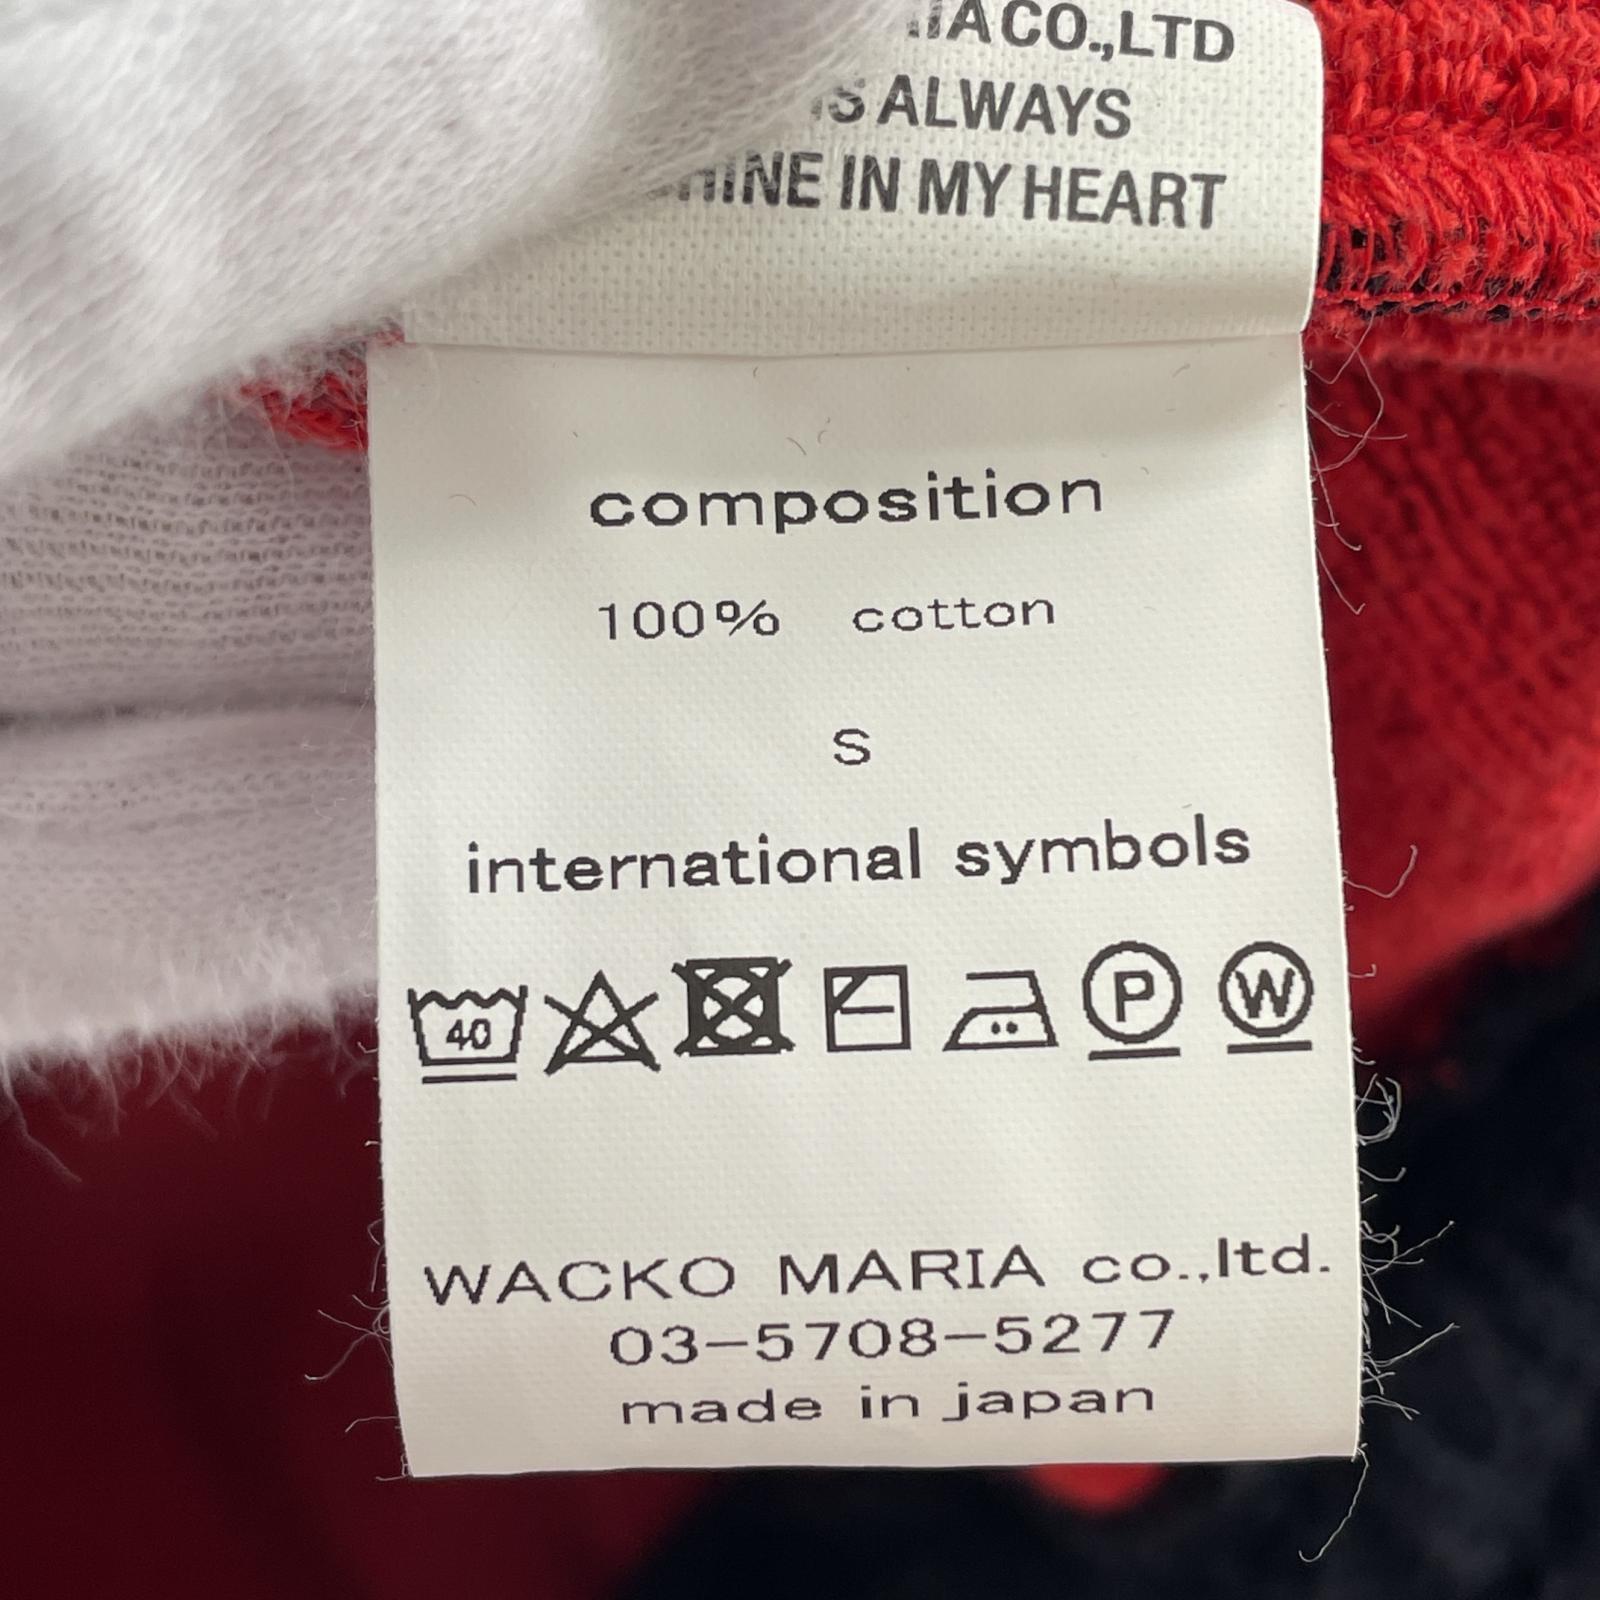 CO.,LTD
ALWAYS
IN MY HEART
composition
100% cotton
S
international symbols
40 P W
WACKO MARIA co.,ltd.
03-5708-5277
made in japan